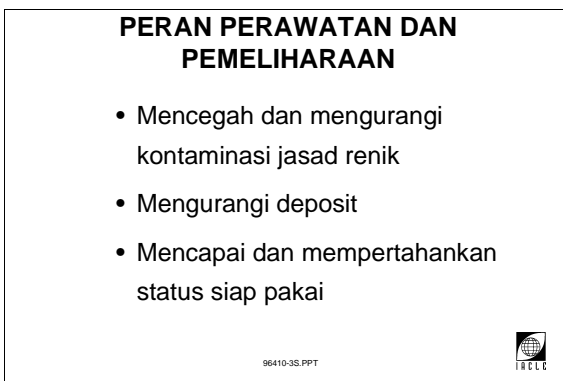 PERAN PERAWATAN DAN
PEMELIHARAAN
• Mencegah dan mengurangi
kontaminasi jasad renik
• Mengurangi deposit
• Mencapai dan mempertahankan
status siap pakai
96410-3S.PPT
IACLE